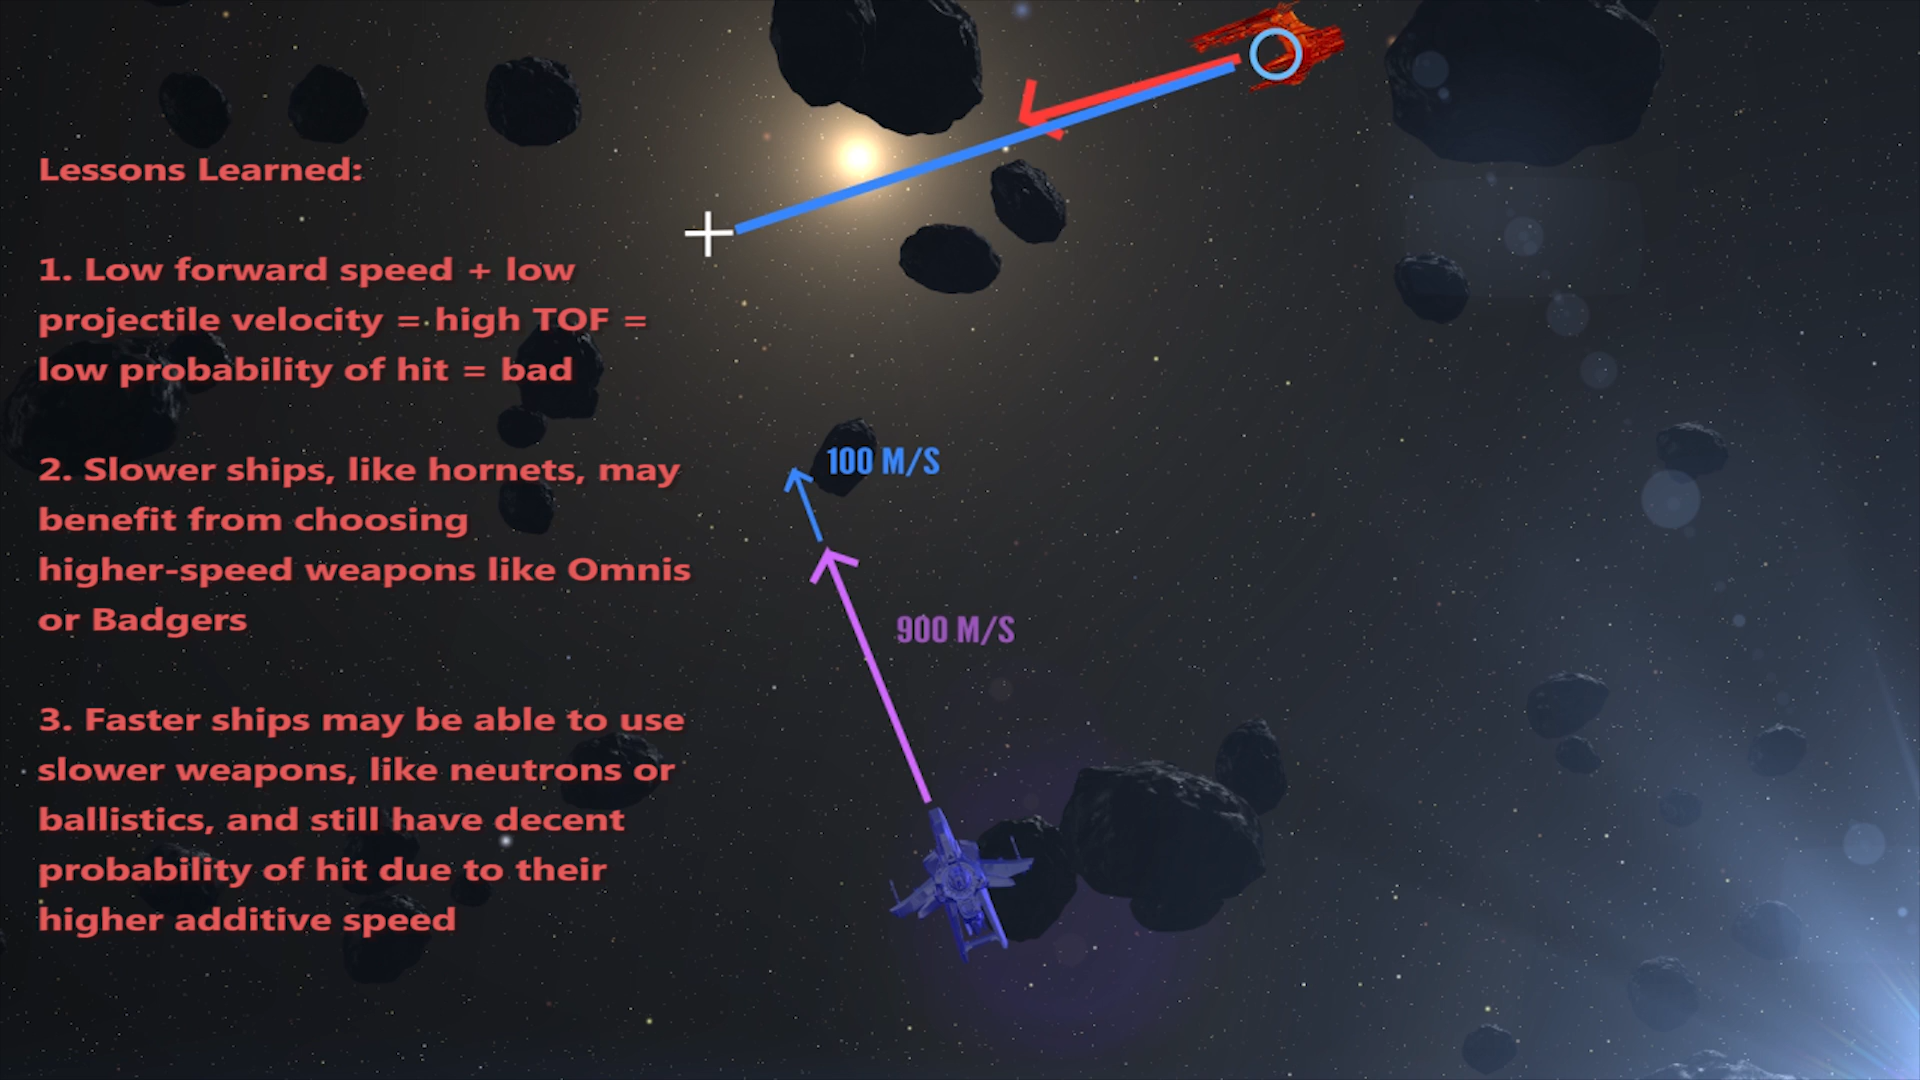 Lessons Learned:
1. Low forward speed + low
projectile velocity = high TOF =
low probability of hit = bad
100 M/S
2. Slower ships, like hornets, may
benefit from choosing
higher-speed weapons like Omnis
or Badgers
900 M/S
3. Faster ships may be able to use
slower weapons, like neutrons or
ballistics, and still have decent
probability of hit due to their
higher additive speed